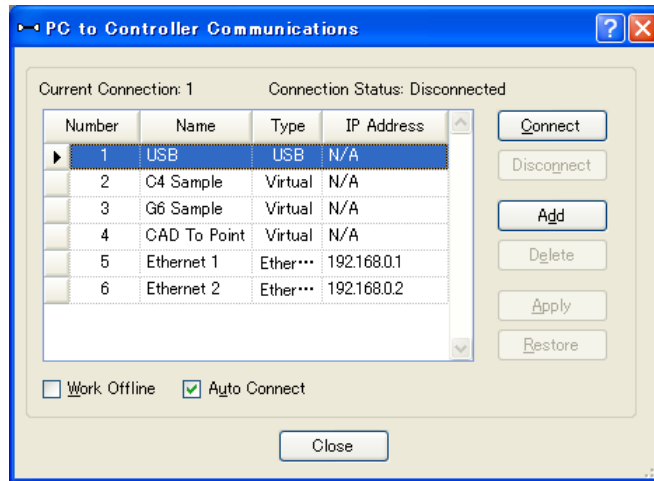 PC to Controller Communications
Current Connection: 1 Connection Status: Disconnected
Number Name Type IP Address
1 USB USB N/A
2 C4 Sample Virtual N/A
3 G6 Sample Virtual N/A
4 CAD To Point Virtual N/A
5 Ethernet 1 Ether… 192.168.0.1
6 Ethernet 2 Ether… 192.168.0.2
Connect
Disconnect
Add
Delete
Apply
Restore
Work Offline Auto Connect
Close